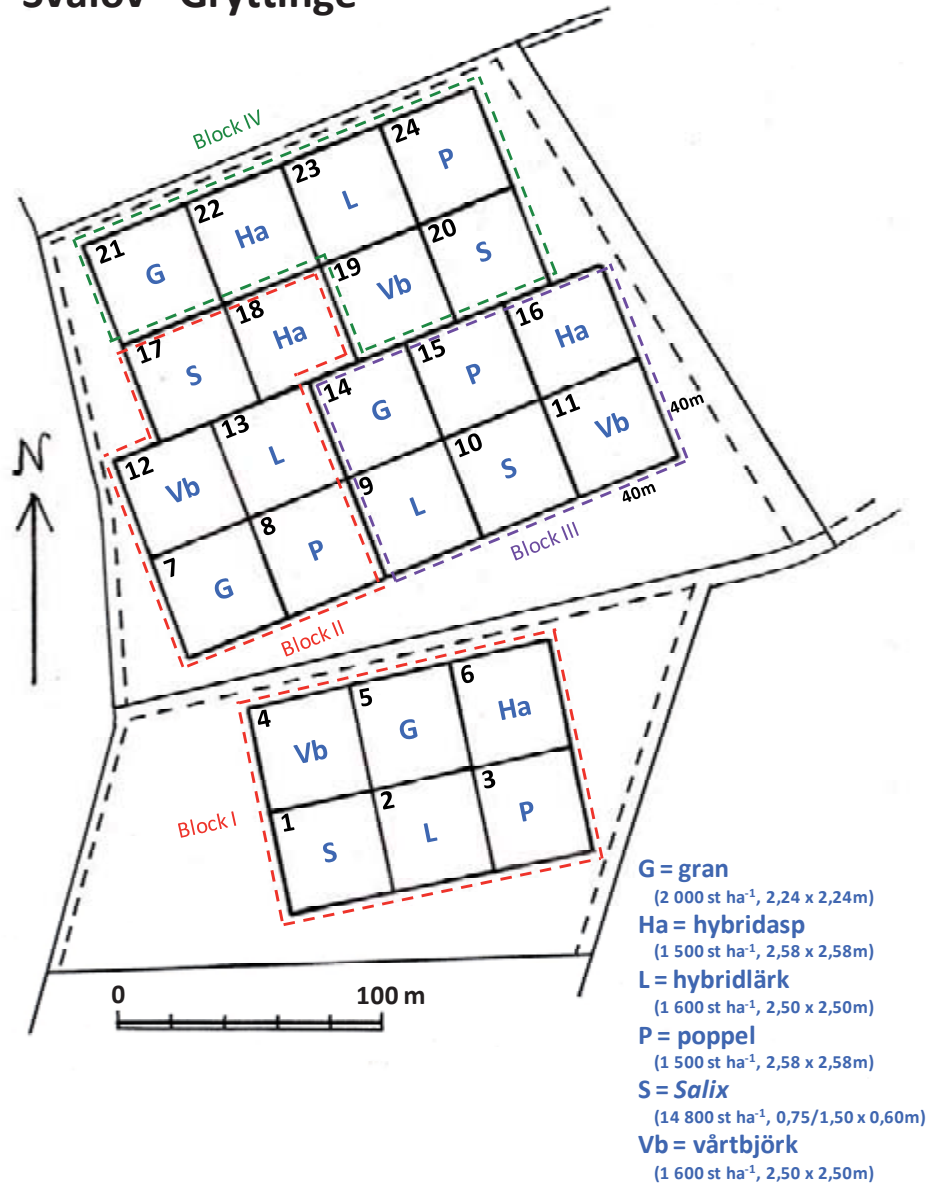 Svalöv - Gryttinge
Block IV
24
P
23
L
22
Ha
21
G
20
S
19
Vb
18
Ha
17
S
16
Ha
15
P
14
G
13
L
12
Vb
11
Vb
40m
40m
10
S
9
L
8
P
7
G
Block III
Block II
N
4
Vb
5
G
6
Ha
Block I
1
S
2
L
3
P
0 100 m
G = gran
(2 000 st ha⁻¹, 2,24 x 2,24m)
Ha = hybridasp
(1 500 st ha⁻¹, 2,58 x 2,58m)
L = hybridlärk
(1 600 st ha⁻¹, 2,50 x 2,50m)
P = poppel
(1 500 st ha⁻¹, 2,58 x 2,58m)
S = Salix
(14 800 st ha⁻¹, 0,75/1,50 x 0,60m)
Vb = vårtbjörk
(1 600 st ha⁻¹, 2,50 x 2,50m)